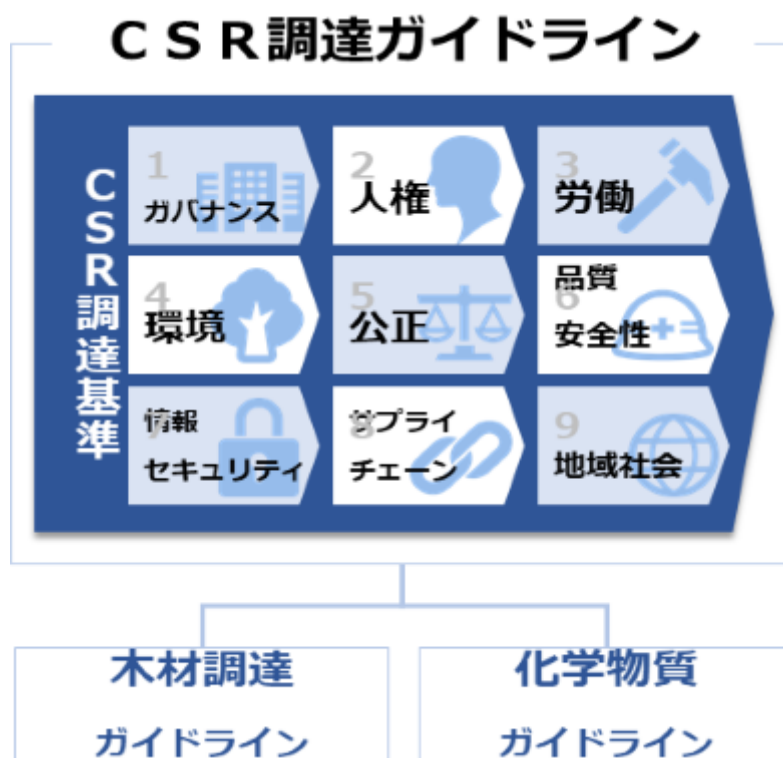 ＣＳＲ調達ガイドライン
CSR調達基準
1
ガバナンス
2
人権
3
労働
4
環境
5
公正
6
品質
安全性
7
情報
セキュリティ
8
サプライ
チェーン
9
地域社会
木材調達
ガイドライン
化学物質
ガイドライン